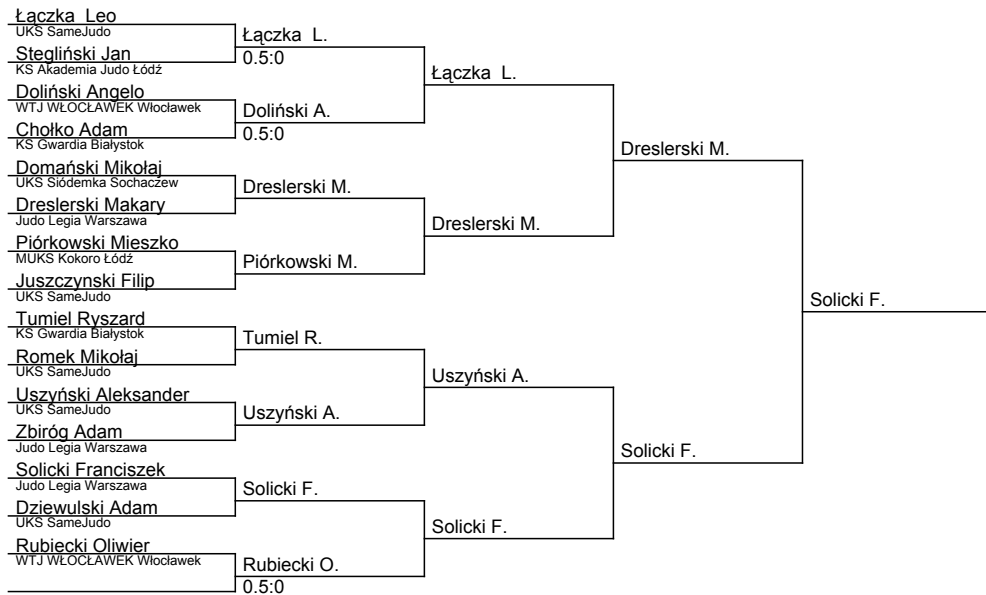 Łączka  Leo
UKS SameJudo
Stegliński Jan
KS Akademia Judo Łódź
Doliński Angelo
WTJ WŁOCŁAWEK Włocławek
Chołko Adam
KS Gwardia Białystok
Domański Mikołaj
UKS Siódemka Sochaczew
Dreslerski Makary
Judo Legia Warszawa
Piórkowski Mieszko
MUKS Kokoro Łódź
Juszczynski Filip
UKS SameJudo
Tumiel Ryszard
KS Gwardia Białystok
Romek Mikołaj
UKS SameJudo
Uszyński Aleksander
UKS SameJudo
Zbiróg Adam
Judo Legia Warszawa
Solicki Franciszek
Judo Legia Warszawa
Dziewulski Adam
UKS SameJudo
Rubiecki Oliwier
WTJ WŁOCŁAWEK Włocławek
Łączka  L.
0.5:0
Doliński A.
0.5:0
Dreslerski M.
Piórkowski M.
Tumiel R.
Uszyński A.
Solicki F.
Rubiecki O.
0.5:0
Łączka  L.
Dreslerski M.
Uszyński A.
Solicki F.
Dreslerski M.
Solicki F.
Solicki F.